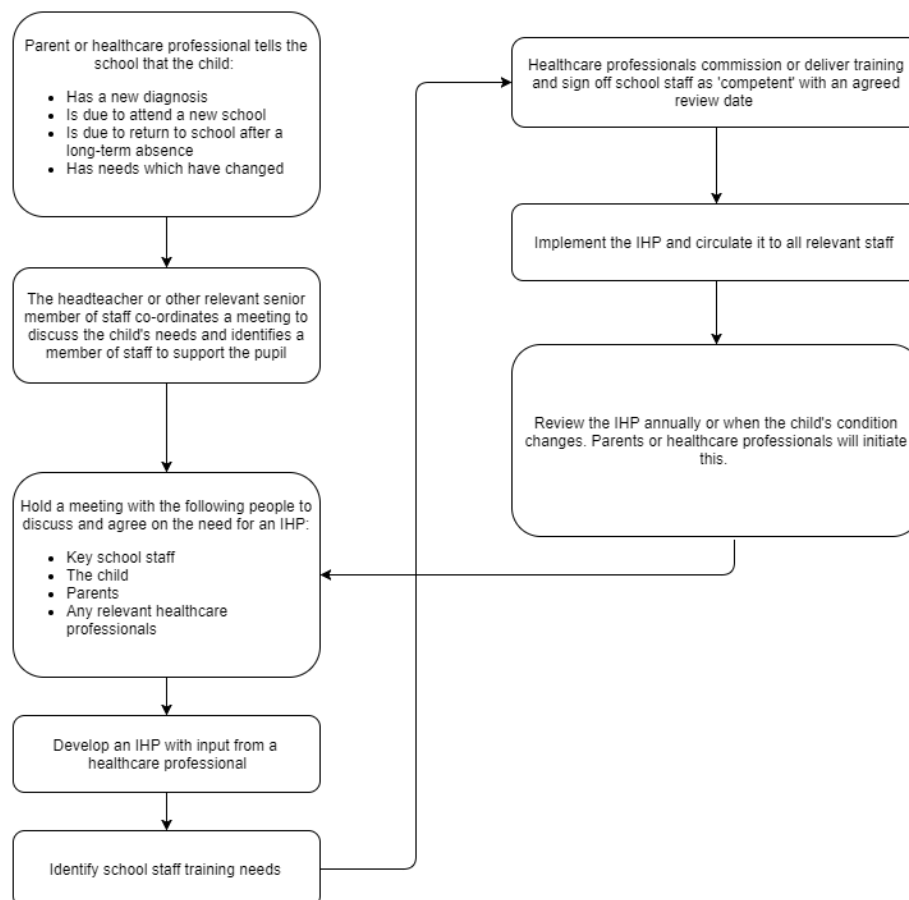 Parent or healthcare professional tells the
school that the child:
• Has a new diagnosis
• Is due to attend a new school
• Is due to return to school after a
long-term absence
• Has needs which have changed
The headteacher or other relevant senior
member of staff co-ordinates a meeting to
discuss the child's needs and identifies a
member of staff to support the pupil
Hold a meeting with the following people to
discuss and agree on the need for an IHP:
• Key school staff
• The child
• Parents
• Any relevant healthcare
professionals
Develop an IHP with input from a
healthcare professional
Identify school staff training needs
Healthcare professionals commission or deliver training
and sign off school staff as 'competent' with an agreed
review date
Implement the IHP and circulate it to all relevant staff
Review the IHP annually or when the child's condition
changes. Parents or healthcare professionals will initiate
this.